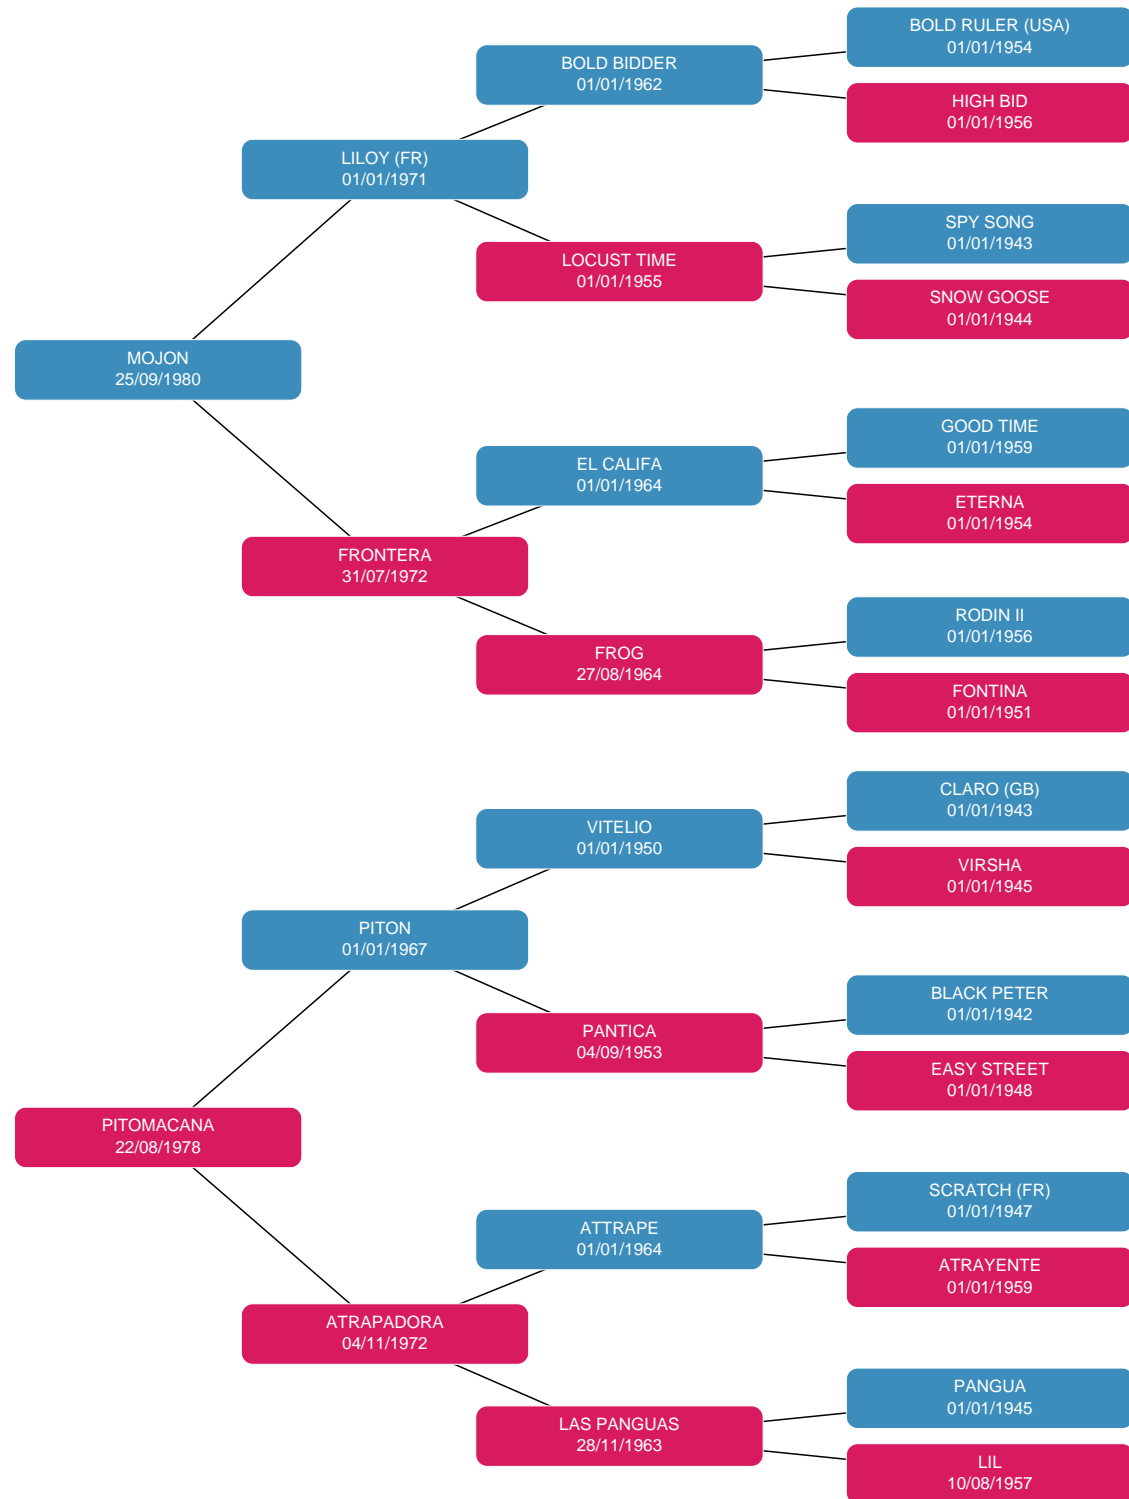 BOLD RULER (USA)
01/01/1954
BOLD BIDDER
01/01/1962
HIGH BID
01/01/1956
LILOY (FR)
01/01/1971
SPY SONG
01/01/1943
LOCUST TIME
01/01/1955
SNOW GOOSE
01/01/1944
MOJON
25/09/1980
GOOD TIME
01/01/1959
EL CALIFA
01/01/1964
ETERNA
01/01/1954
FRONTERA
31/07/1972
RODIN II
01/01/1956
FROG
27/08/1964
FONTINA
01/01/1951
CLARO (GB)
01/01/1943
VITELIO
01/01/1950
VIRSHA
01/01/1945
PITON
01/01/1967
BLACK PETER
01/01/1942
PANTICA
04/09/1953
EASY STREET
01/01/1948
PITOMACANA
22/08/1978
SCRATCH (FR)
01/01/1947
ATTRAPE
01/01/1964
ATRAYENTE
01/01/1959
ATRAPADORA
04/11/1972
PANGUA
01/01/1945
LAS PANGUAS
28/11/1963
LIL
10/08/1957